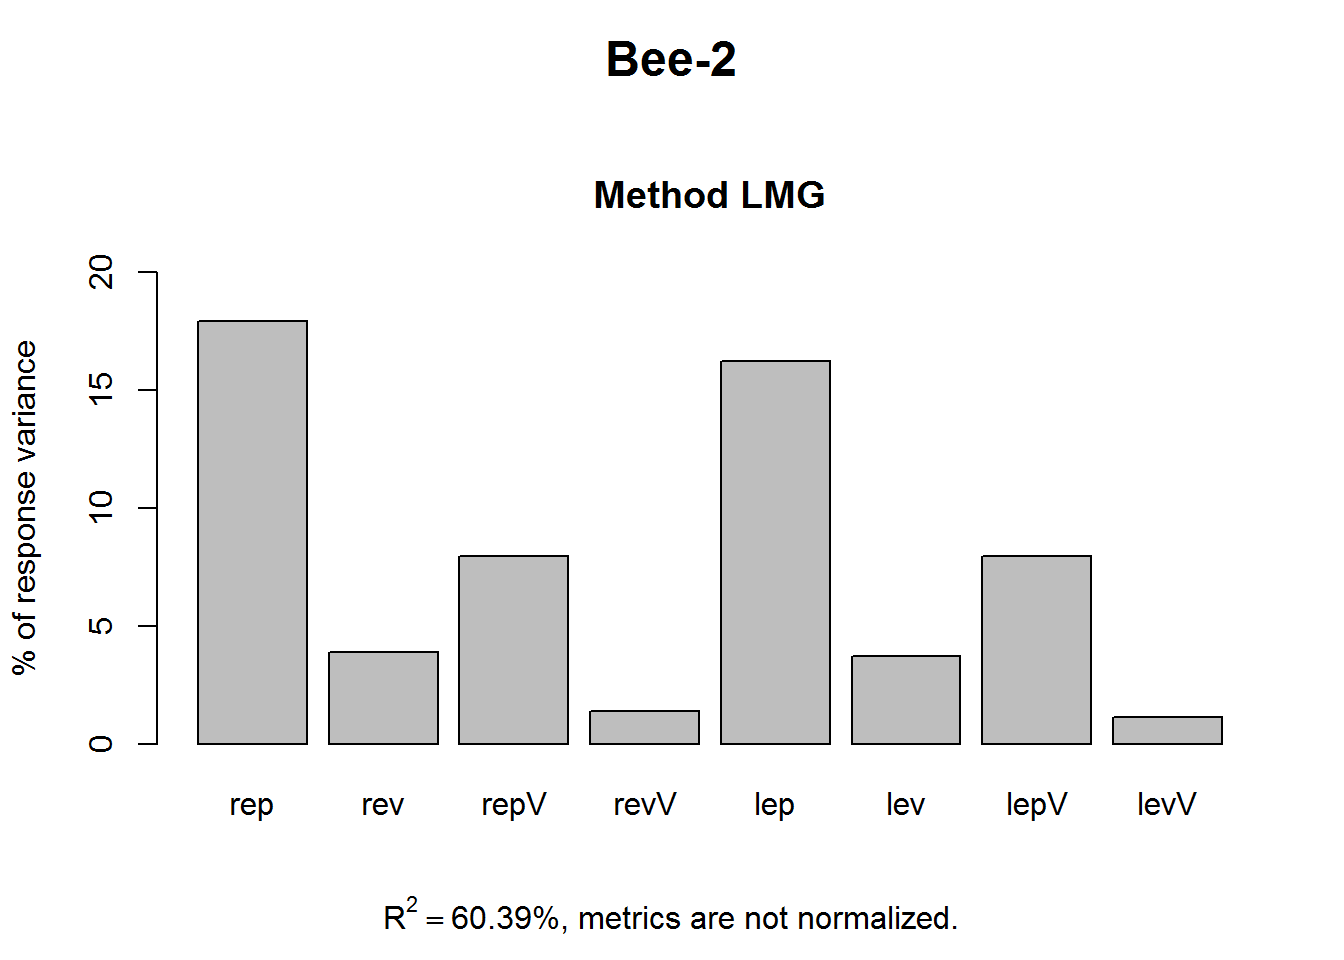 Bee-2
Method LMG
% of response variance
20
15
10
5
0
rep rev repV revV lep lev lepV levV
R² = 60.39%, metrics are not normalized.